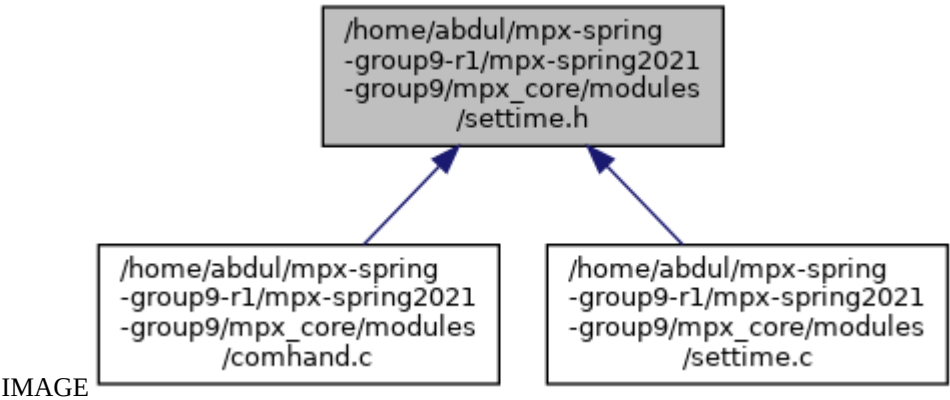 /home/abdul/mpx-spring
-group9-r1/mpx-spring2021
-group9/mpx_core/modules
/settime.h
/home/abdul/mpx-spring
-group9-r1/mpx-spring2021
-group9/mpx_core/modules
/comhand.c
/home/abdul/mpx-spring
-group9-r1/mpx-spring2021
-group9/mpx_core/modules
/settime.c
IMAGE